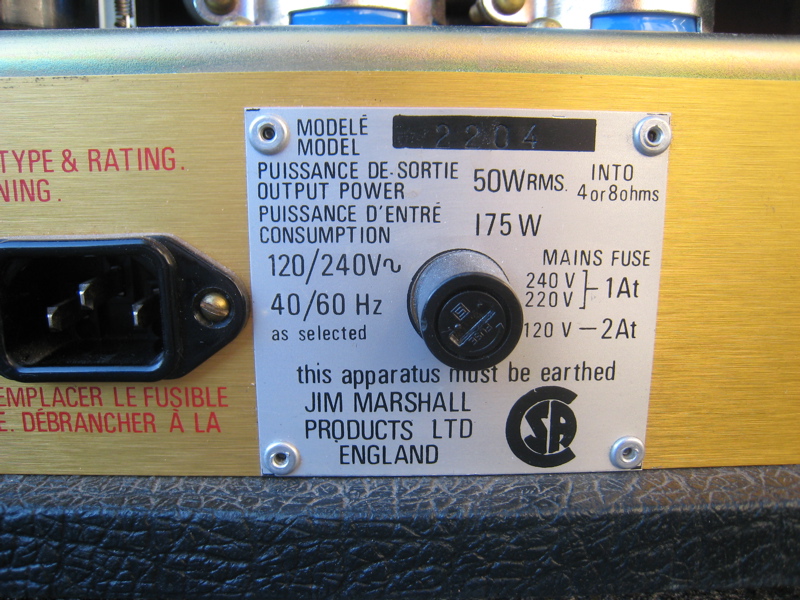 TYPE & RATING.
NING.
MODELÉ
MODEL 2204
PUISSANCE DE·SORTIE
OUTPUT POWER 50W RMS. INTO 4 or 8 ohms
PUISSANCE D'ENTRÉ
CONSUMPTION 175 W
120/240V~
40/60 Hz
as selected
MAINS FUSE
240 V
220 V 1At
120 V — 2At
FUSE
this apparatus must be earthed
JIM MARSHALL
PRODUCTS LTD
ENGLAND
CSA
EMPLACER LE FUSIBLE
E. DÉBRANCHER À LA